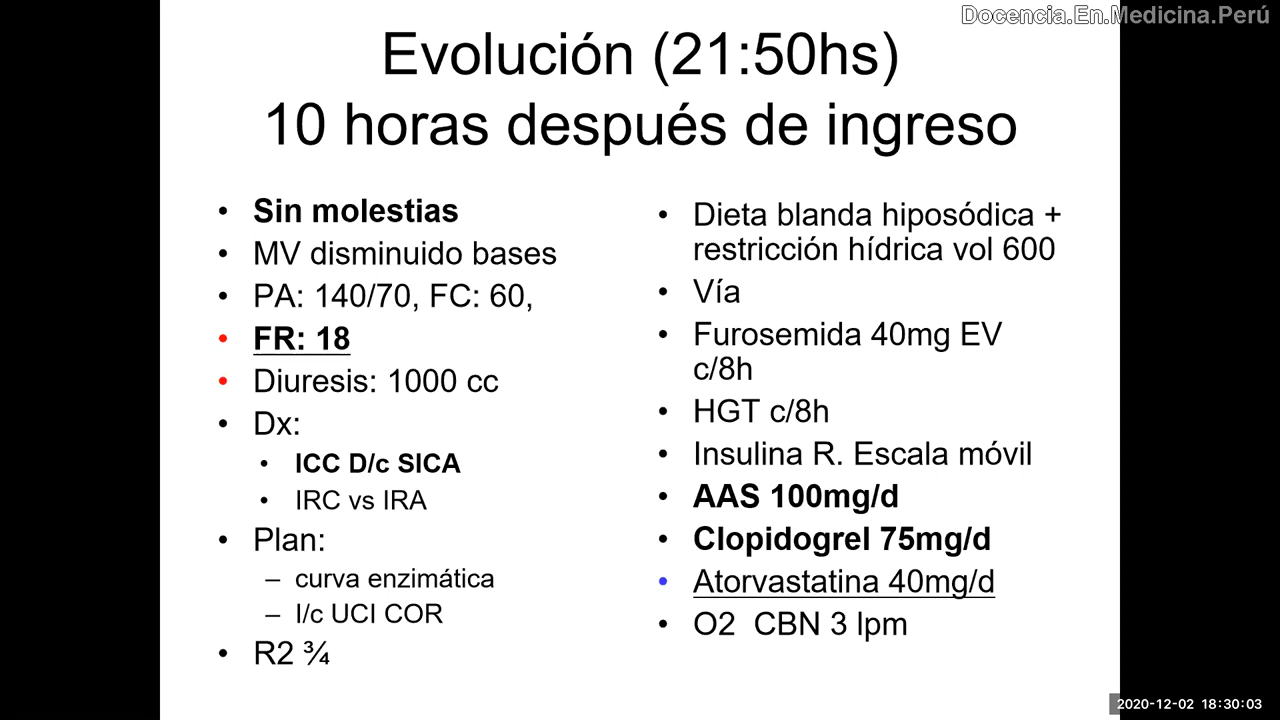 Docencia.En.Medicina.Perú
Evolución (21:50hs)
10 horas después de ingreso
• Sin molestias
• MV disminuido bases
• PA: 140/70, FC: 60,
• FR: 18
• Diuresis: 1000 cc
• Dx:
• ICC D/c SICA
• IRC vs IRA
• Plan:
– curva enzimática
– I/c UCI COR
• R2 ¾
• Dieta blanda hiposódica +
restricción hídrica vol 600
• Vía
• Furosemida 40mg EV
c/8h
• HGT c/8h
• Insulina R. Escala móvil
• AAS 100mg/d
• Clopidogrel 75mg/d
• Atorvastatina 40mg/d
• O2  CBN 3 lpm
2020-12-02 18:30:03